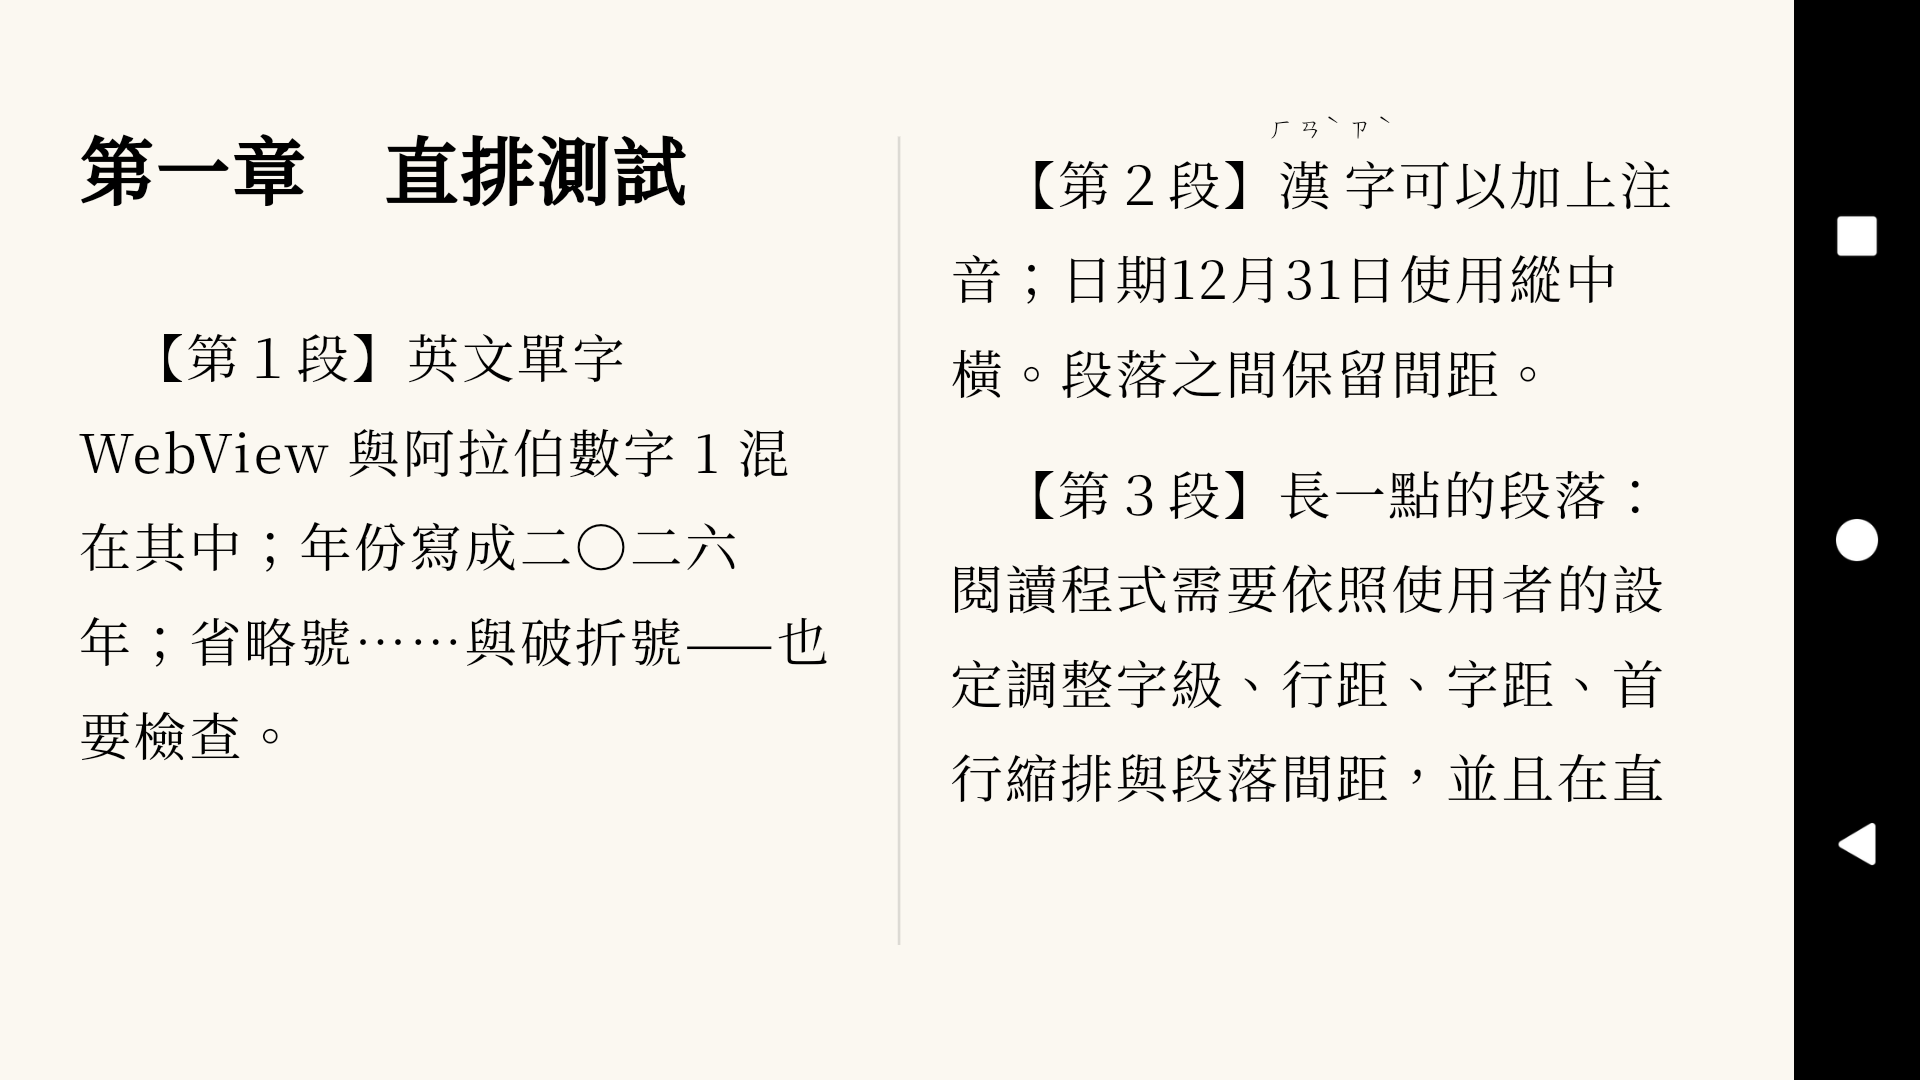 第一章　直排測試
【第１段】英文單字
WebView 與阿拉伯數字 1 混
在其中；年份寫成二〇二六
年；省略號……與破折號——也
要檢查。
ㄏㄢˋ ㄗˋ
【第２段】漢字可以加上注
音；日期12月31日使用縱中
橫。段落之間保留間距。
【第３段】長一點的段落：
閱讀程式需要依照使用者的設
定調整字級、行距、字距、首
行縮排與段落間距，並且在直